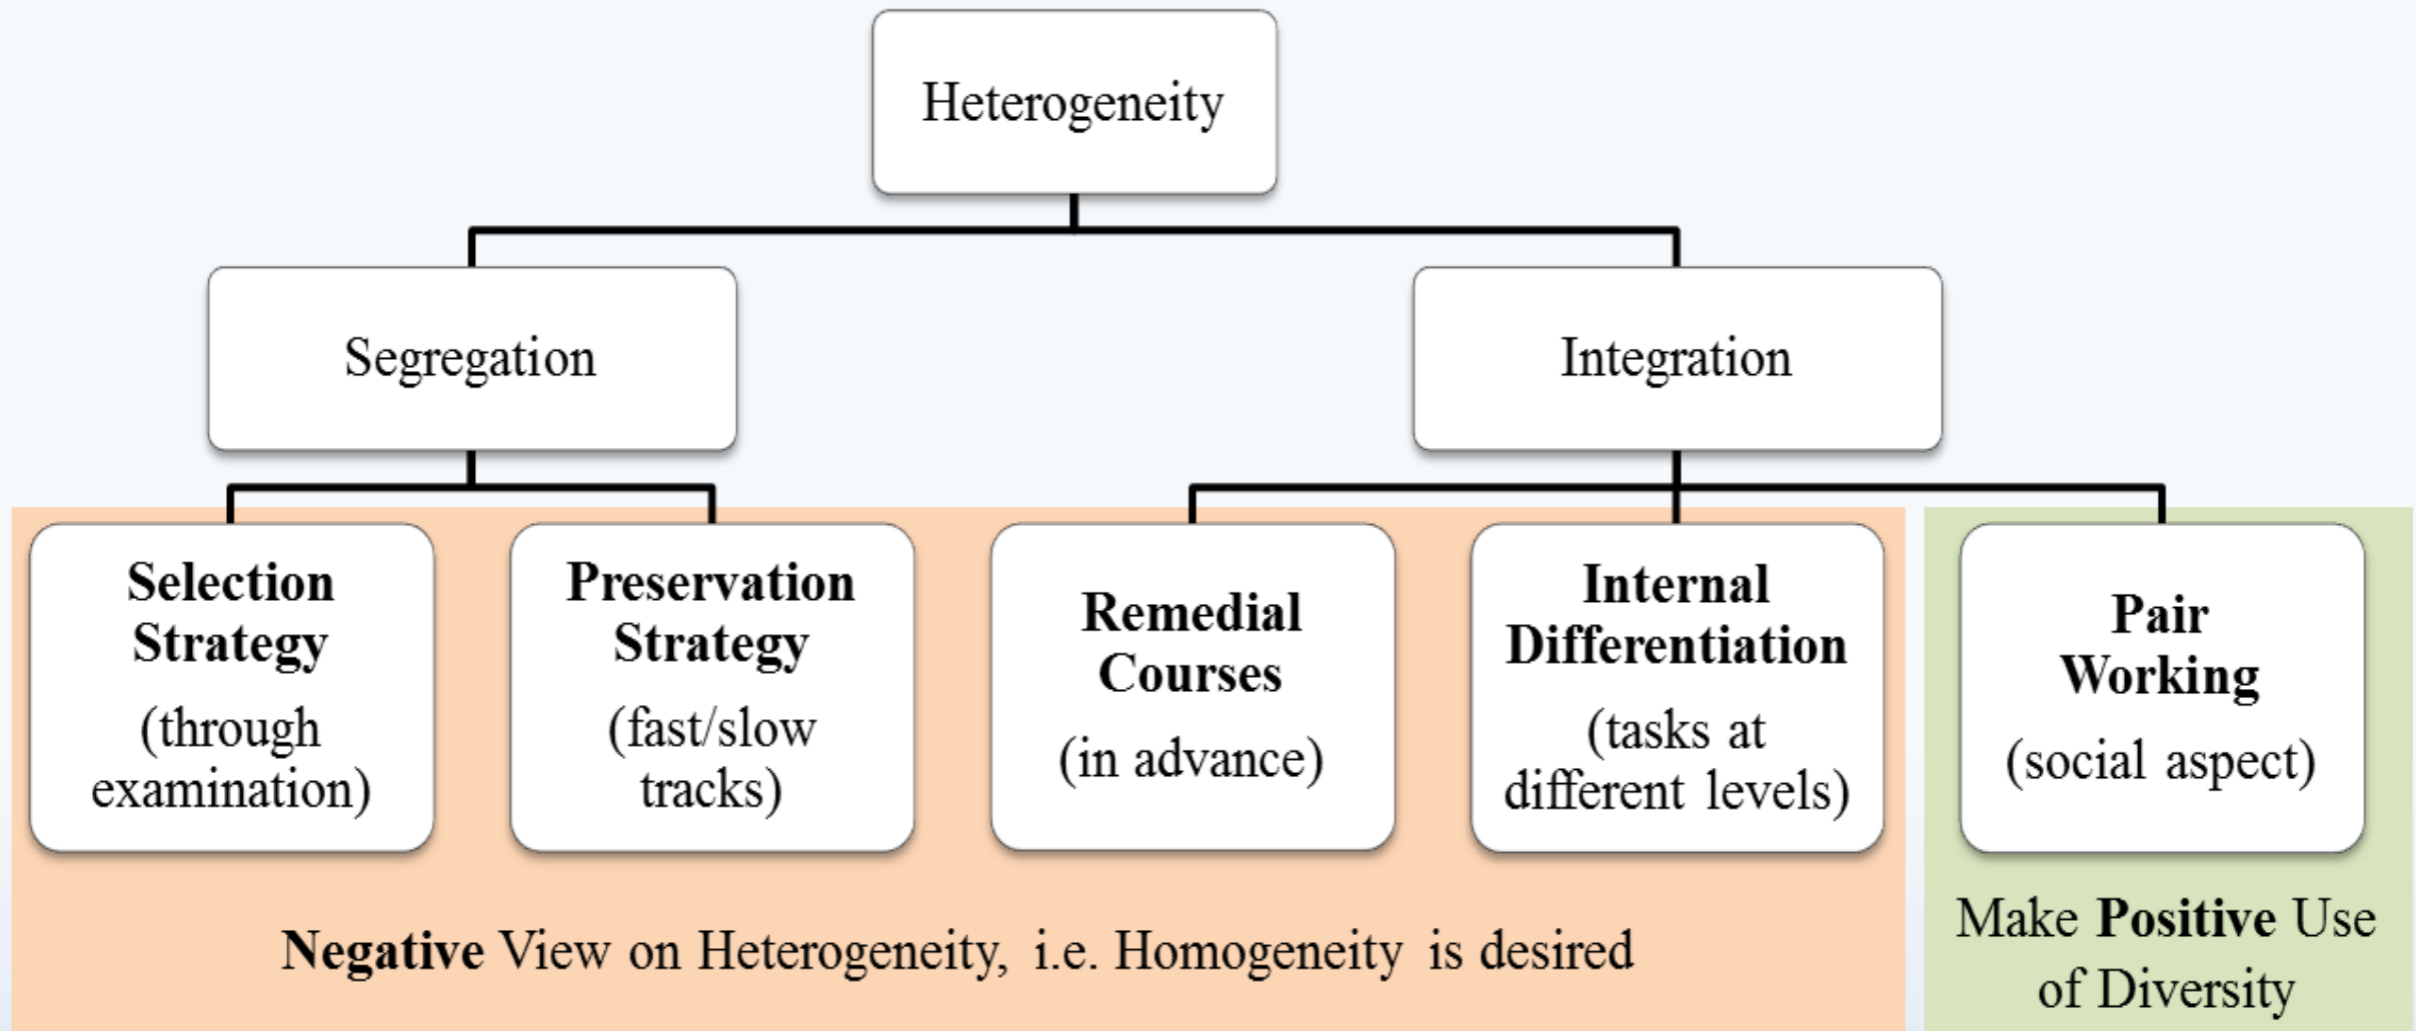 Heterogeneity
Segregation
Integration
Selection
Strategy
(through
examination)
Preservation
Strategy
(fast/slow
tracks)
Remedial
Courses
(in advance)
Internal
Differentiation
(tasks at
different levels)
Pair
Working
(social aspect)
Negative View on Heterogeneity, i.e. Homogeneity is desired
Make Positive Use
of Diversity